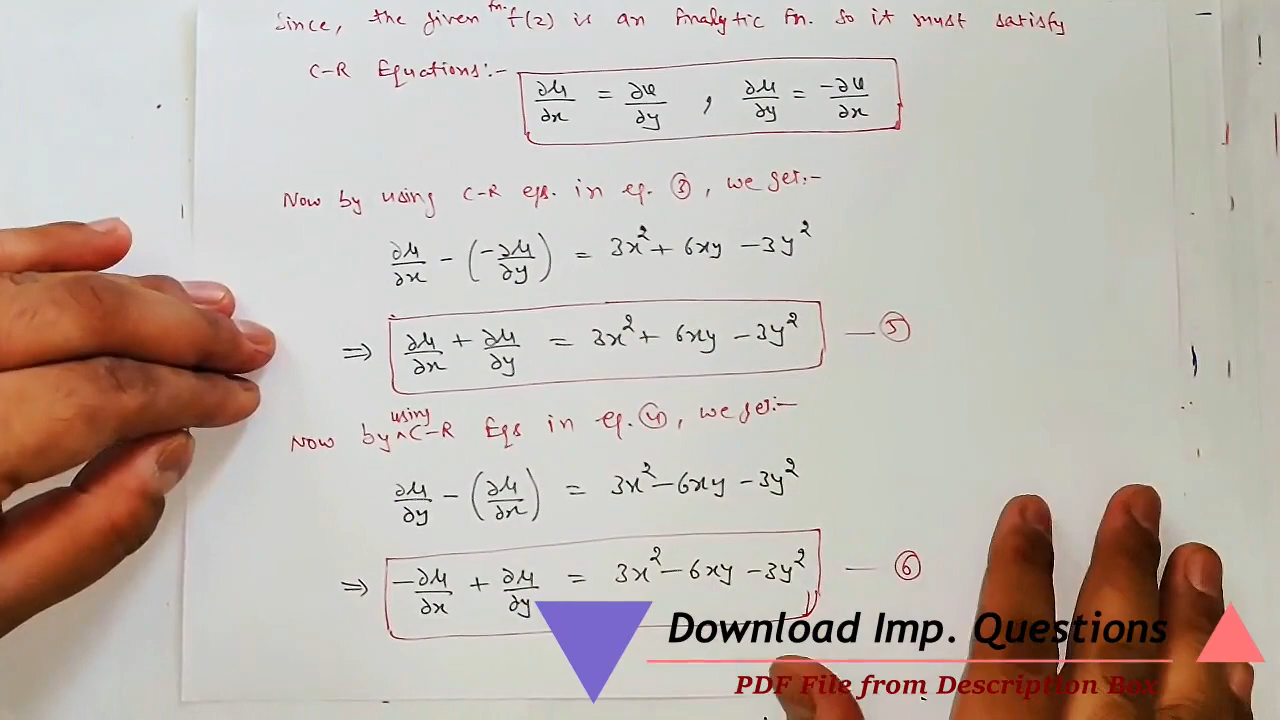 Since, the given fn. f(z) is an Analytic fn. so it must satisfy
C-R Equations:-
∂u/∂x = ∂v/∂y , ∂u/∂y = -∂v/∂x
Now by using C-R eqs. in eq. ③, we get:-
∂u/∂x - (-∂u/∂y) = 3x² + 6xy - 3y²
⇒ ∂u/∂x + ∂u/∂y = 3x² + 6xy - 3y² — ⑤
Now by using C-R Eqs in eq. ④, we get:-
∂u/∂y - (∂u/∂x) = 3x² - 6xy - 3y²
⇒ -∂u/∂x + ∂u/∂y = 3x² - 6xy - 3y² — ⑥
Download Imp. Questions
PDF File from Description Box